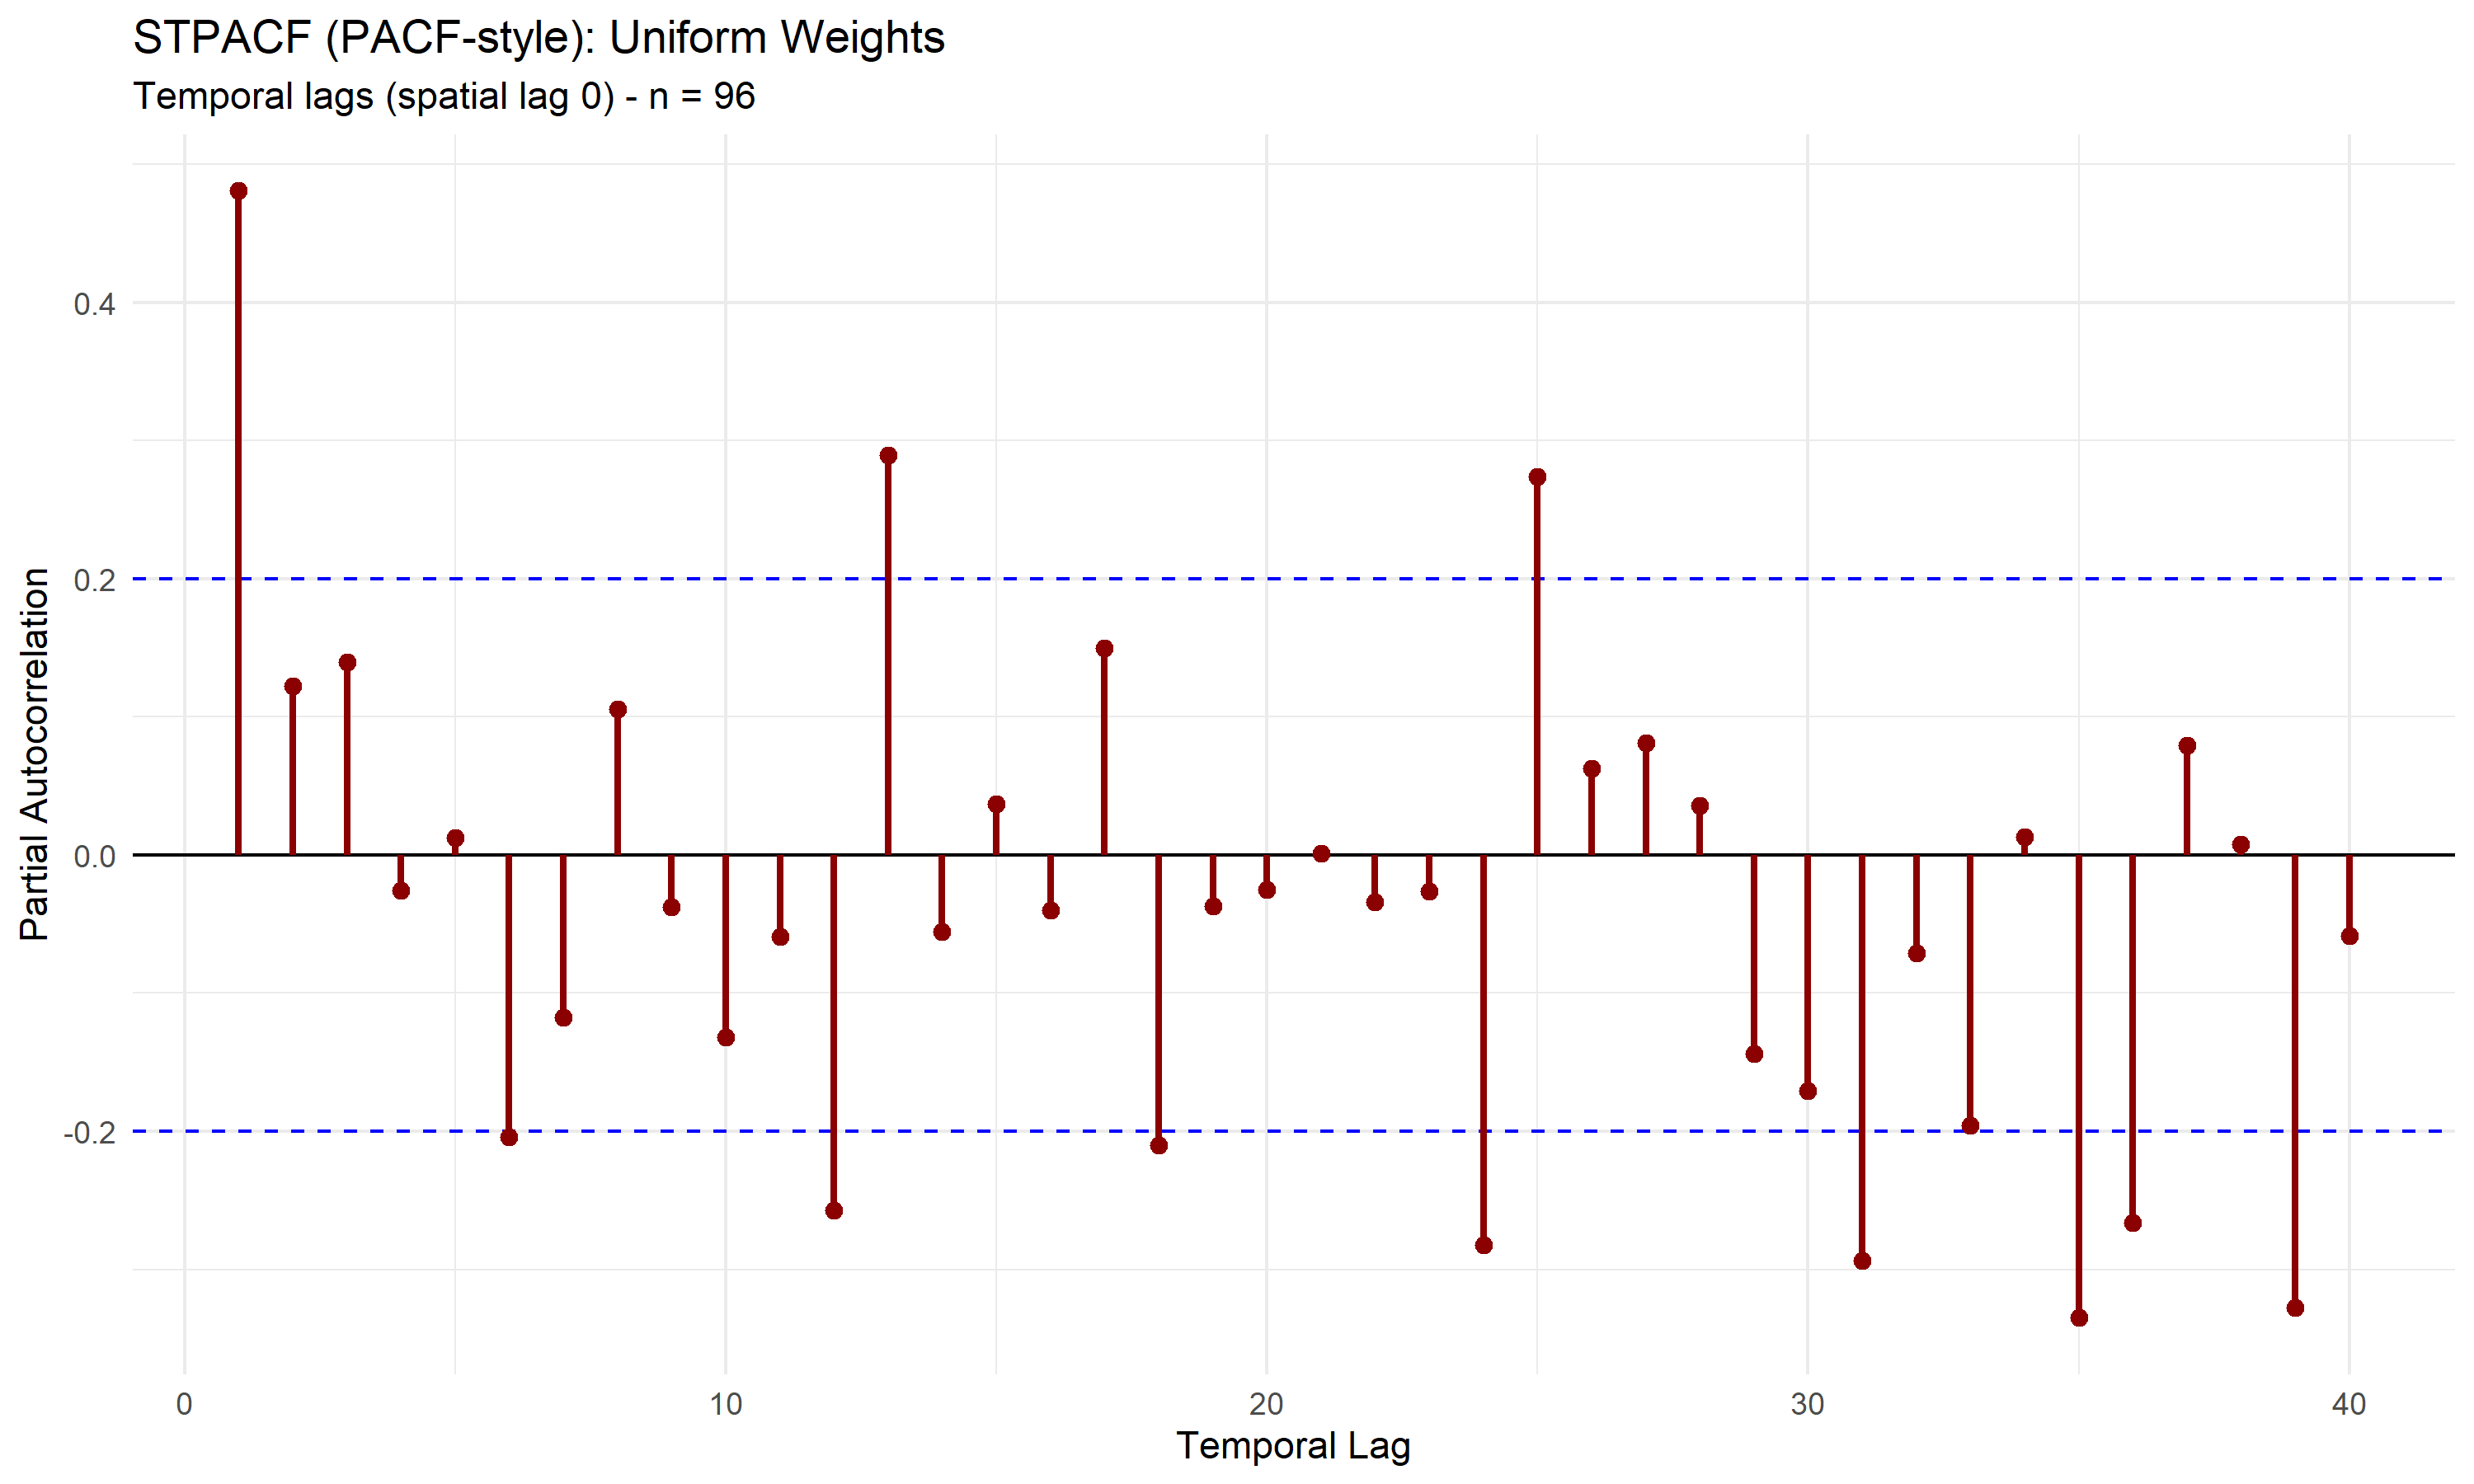 STPACF (PACF-style): Uniform Weights
Temporal lags (spatial lag 0) - n = 96
Partial Autocorrelation
0.4
0.2
0.0
-0.2
0 10 20 30 40
Temporal Lag